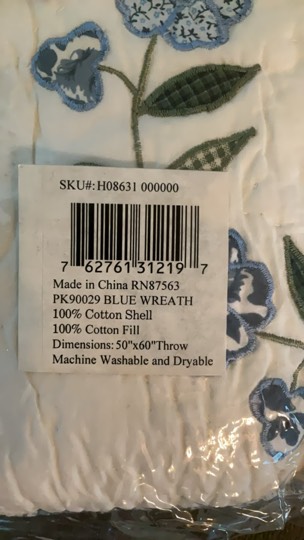 SKU#: H08631 000000
7 62761 31219 7
Made in China RN87563
PK90029 BLUE WREATH
100% Cotton Shell
100% Cotton Fill
Dimensions: 50"x60"Throw
Machine Washable and Dryable